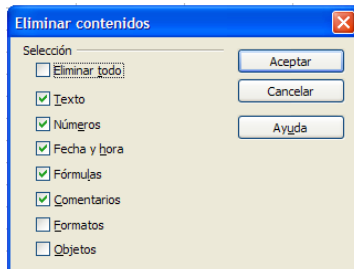 Eliminar contenidos
Selección
Eliminar todo
Texto
Números
Fecha y hora
Fórmulas
Comentarios
Formatos
Objetos
Aceptar
Cancelar
Ayuda